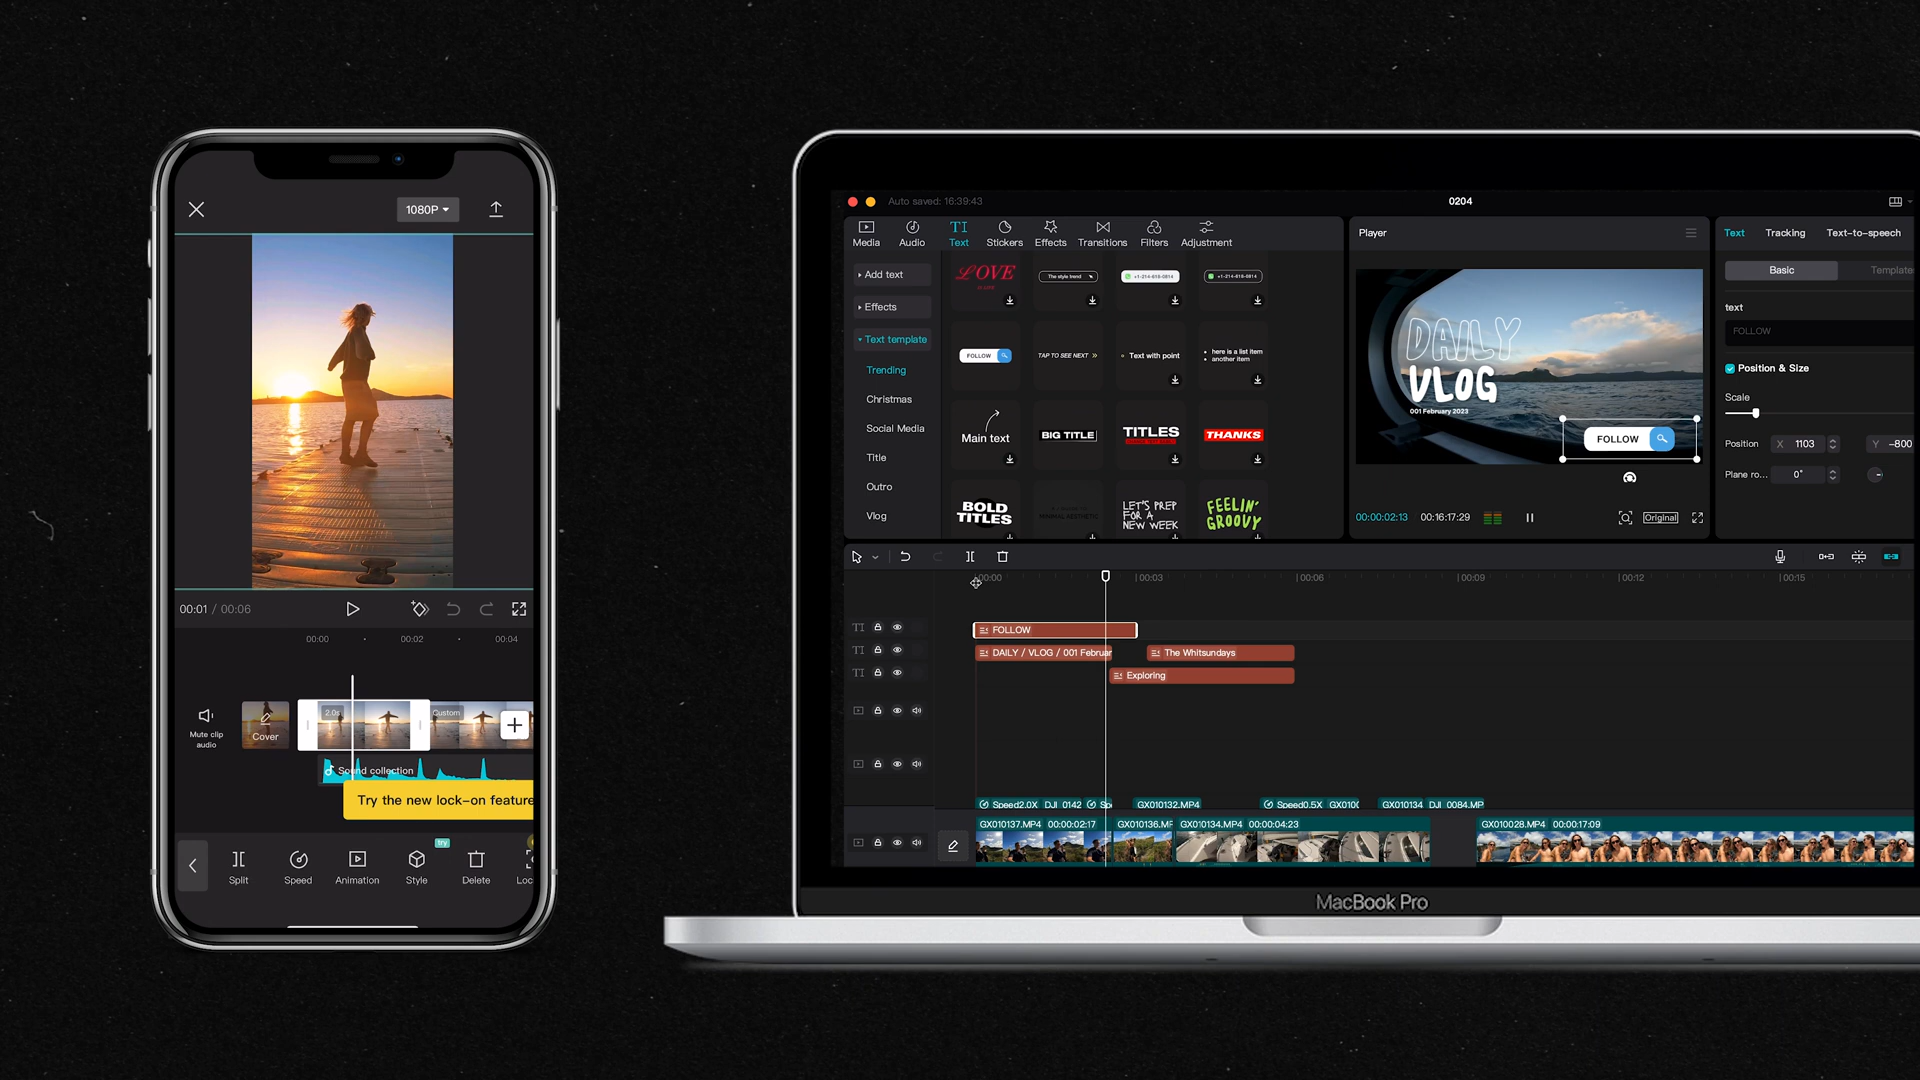 1080P
00:01 / 00:06
00:00
00:02
00:04
Mute clip
audio
Cover
2.0s
Custom
Sound collection
Try the new lock-on feature
try
Split
Speed
Animation
Style
Delete
Loc
Auto saved: 16:39:43
0204
Media
Audio
TI
Text
Stickers
Effects
Transitions
Filters
Adjustment
Add text
Effects
Text template
Trending
Christmas
Social Media
Title
Outro
Vlog
LOVE
The style trend
+1-214-618-0814
+1-214-618-0814
FOLLOW
TAP TO SEE NEXT »
Text with point
here is a list item
another item
Main text
BIG TITLE
TITLES
THANKS
BOLD
TITLES
MINIMAL AESTHETIC
LET'S PREP
FOR A
NEW WEEK
FEELIN'
GROOVY
Player
DAILY
VLOG
001 February 2023
FOLLOW
00:00:02:13
00:16:17:29
Original
Text
Tracking
Text-to-speech
Basic
Template
text
FOLLOW
Position & Size
Scale
Position
X 1103
Y -800
Plane ro...
0°
00:00
00:03
00:06
00:09
00:12
00:15
TI
FOLLOW
TI
DAILY / VLOG / 001 Februar
The Whitsundays
TI
Exploring
Speed2.0X
DJI_0142
Sp
GX010132.MP4
Speed0.5X
GX010(
GX010134
DJI_0084.MP
GX010137.MP4 00:00:02:17
GX010136.MP
GX010134.MP4 00:00:04:23
GX010028.MP4 00:00:17:09
MacBook Pro